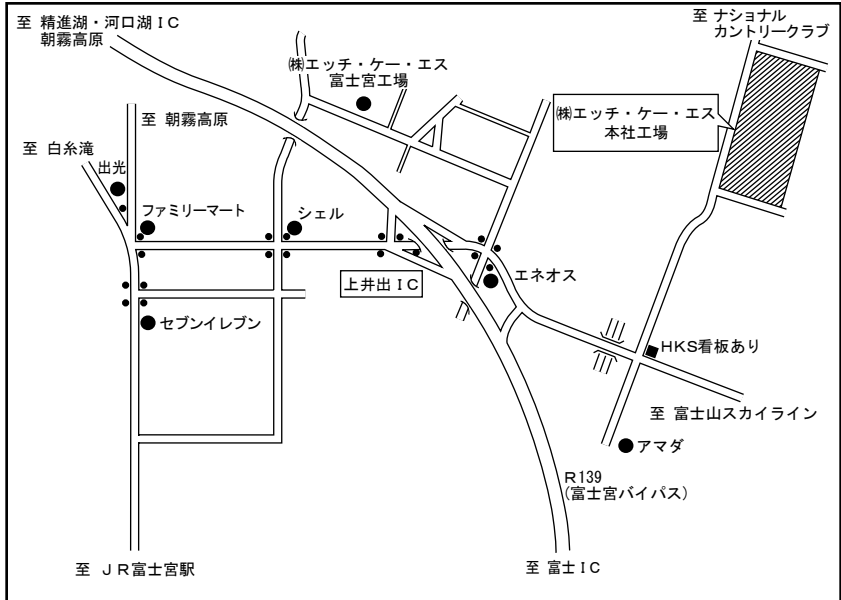 至 精進湖・河口湖ＩＣ
朝霧高原
至 ナショナル
カントリークラブ
㈱エッチ・ケー・エス
富士宮工場
㈱エッチ・ケー・エス
本社工場
至 朝霧高原
至 白糸滝
出光
ファミリーマート
シェル
上井出ＩＣ
エネオス
セブンイレブン
HKS看板あり
至 富士山スカイライン
アマダ
Ｒ139
(富士宮バイパス)
至 ＪＲ富士宮駅
至 富士ＩＣ